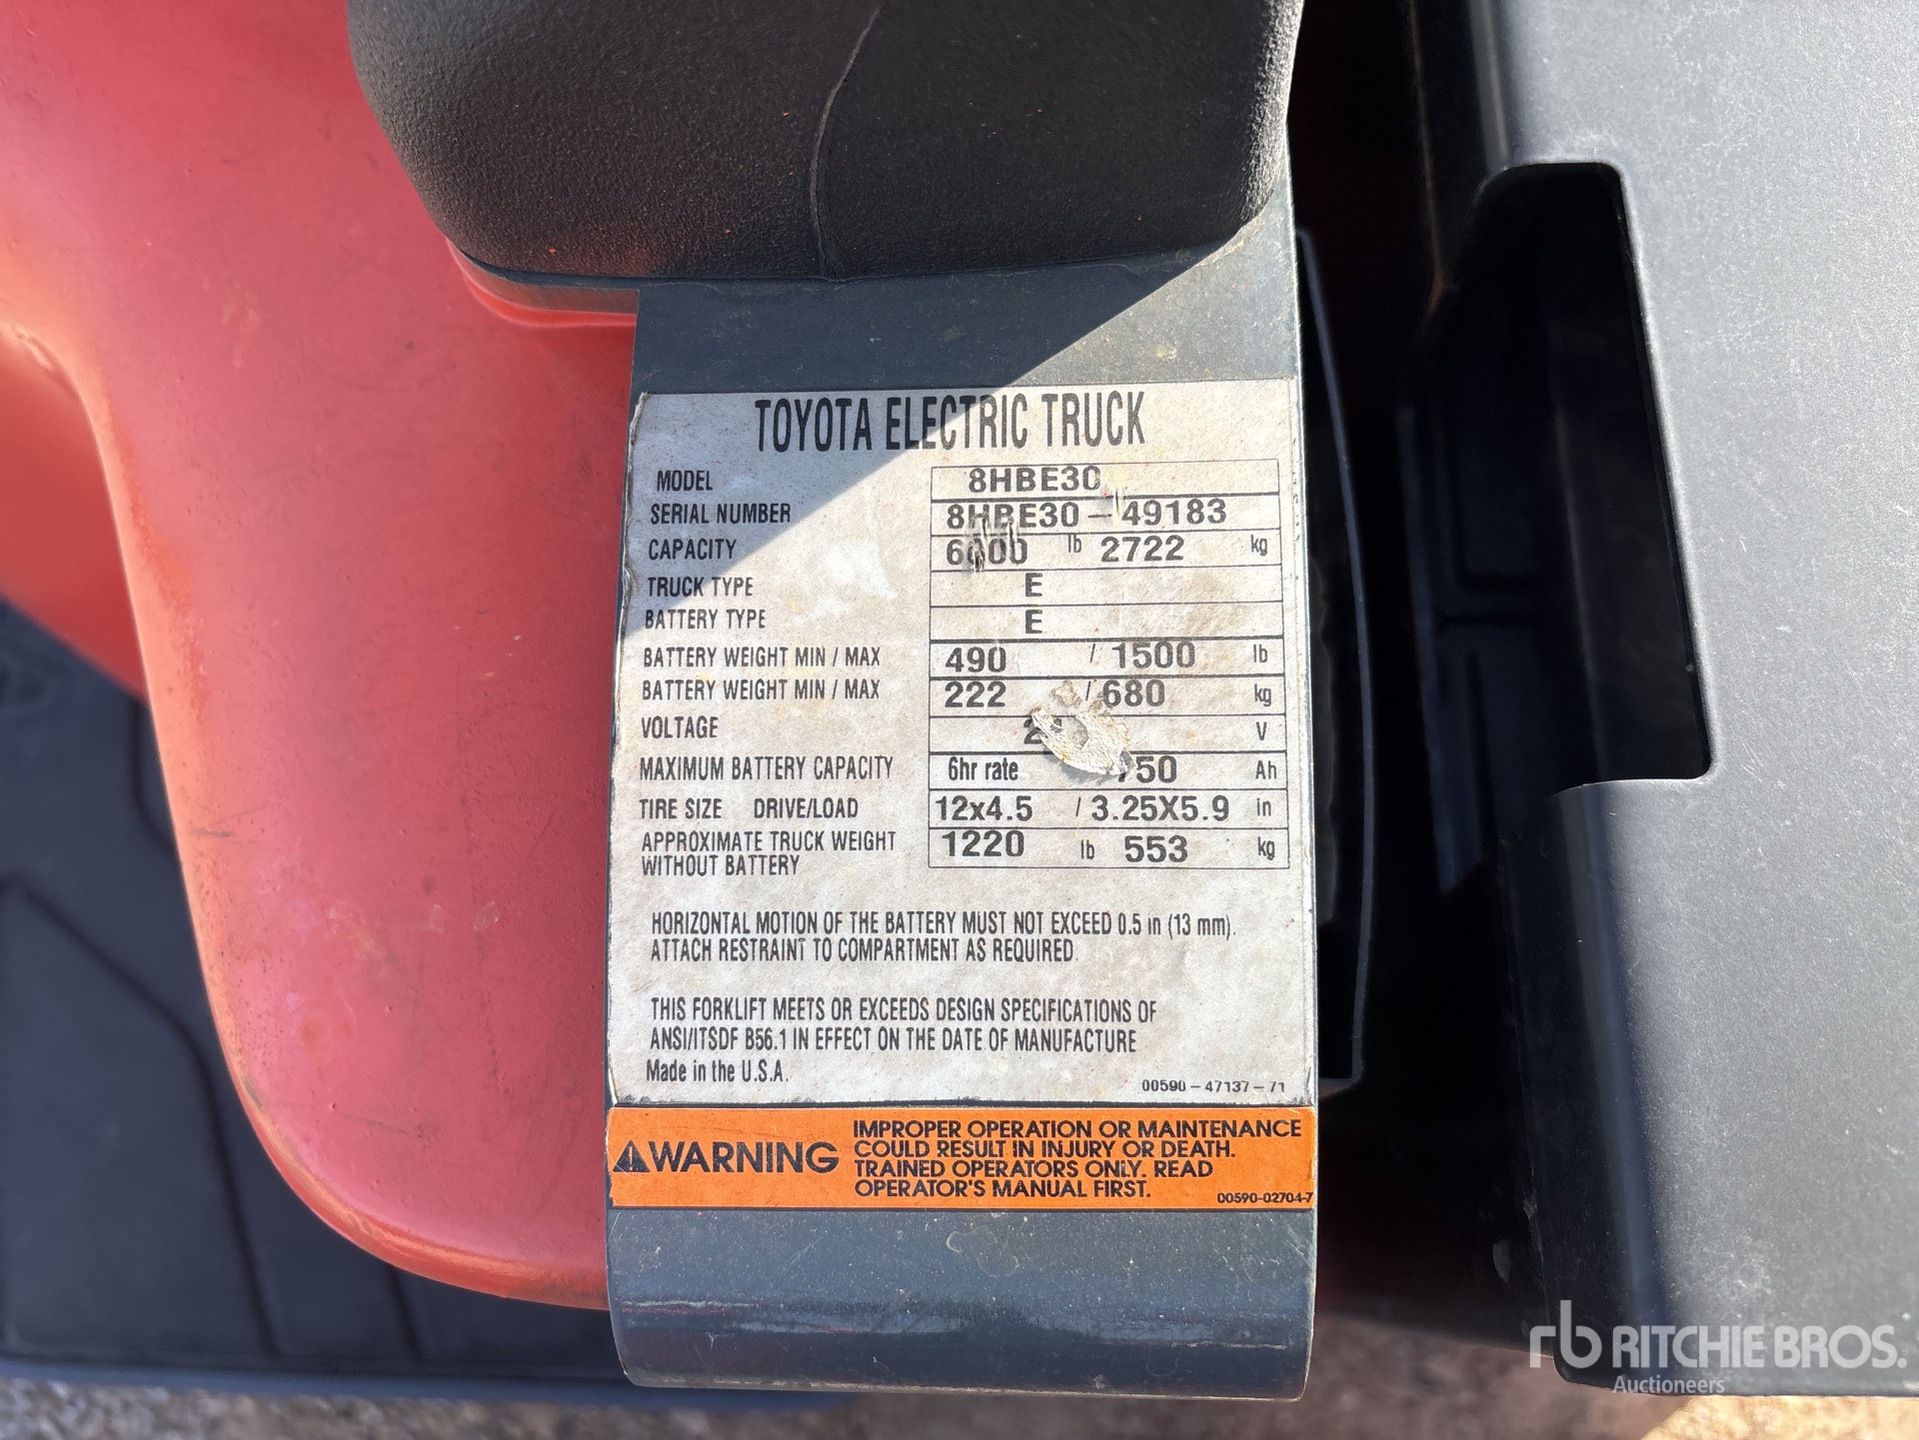 TOYOTA ELECTRIC TRUCK
MODEL 8HBE30
SERIAL NUMBER 8HBE30-49183
CAPACITY 6000 lb 2722 kg
TRUCK TYPE E
BATTERY TYPE E
BATTERY WEIGHT MIN / MAX 490 / 1500 lb
BATTERY WEIGHT MIN / MAX 222 / 680 kg
VOLTAGE V
MAXIMUM BATTERY CAPACITY 6hr rate Ah
TIRE SIZE DRIVE/LOAD 12x4.5 / 3.25X5.9 in
APPROXIMATE TRUCK WEIGHT
WITHOUT BATTERY 1220 lb 553 kg
HORIZONTAL MOTION OF THE BATTERY MUST NOT EXCEED 0.5 in (13 mm).
ATTACH RESTRAINT TO COMPARTMENT AS REQUIRED.
THIS FORKLIFT MEETS OR EXCEEDS DESIGN SPECIFICATIONS OF
ANSI/ITSDF B56.1 IN EFFECT ON THE DATE OF MANUFACTURE
Made in the U.S.A.
00590-47137-71
WARNING
IMPROPER OPERATION OR MAINTENANCE
COULD RESULT IN INJURY OR DEATH.
TRAINED OPERATORS ONLY. READ
OPERATOR'S MANUAL FIRST.
00590-02704-7
rb RITCHIE BROS.
Auctioneers